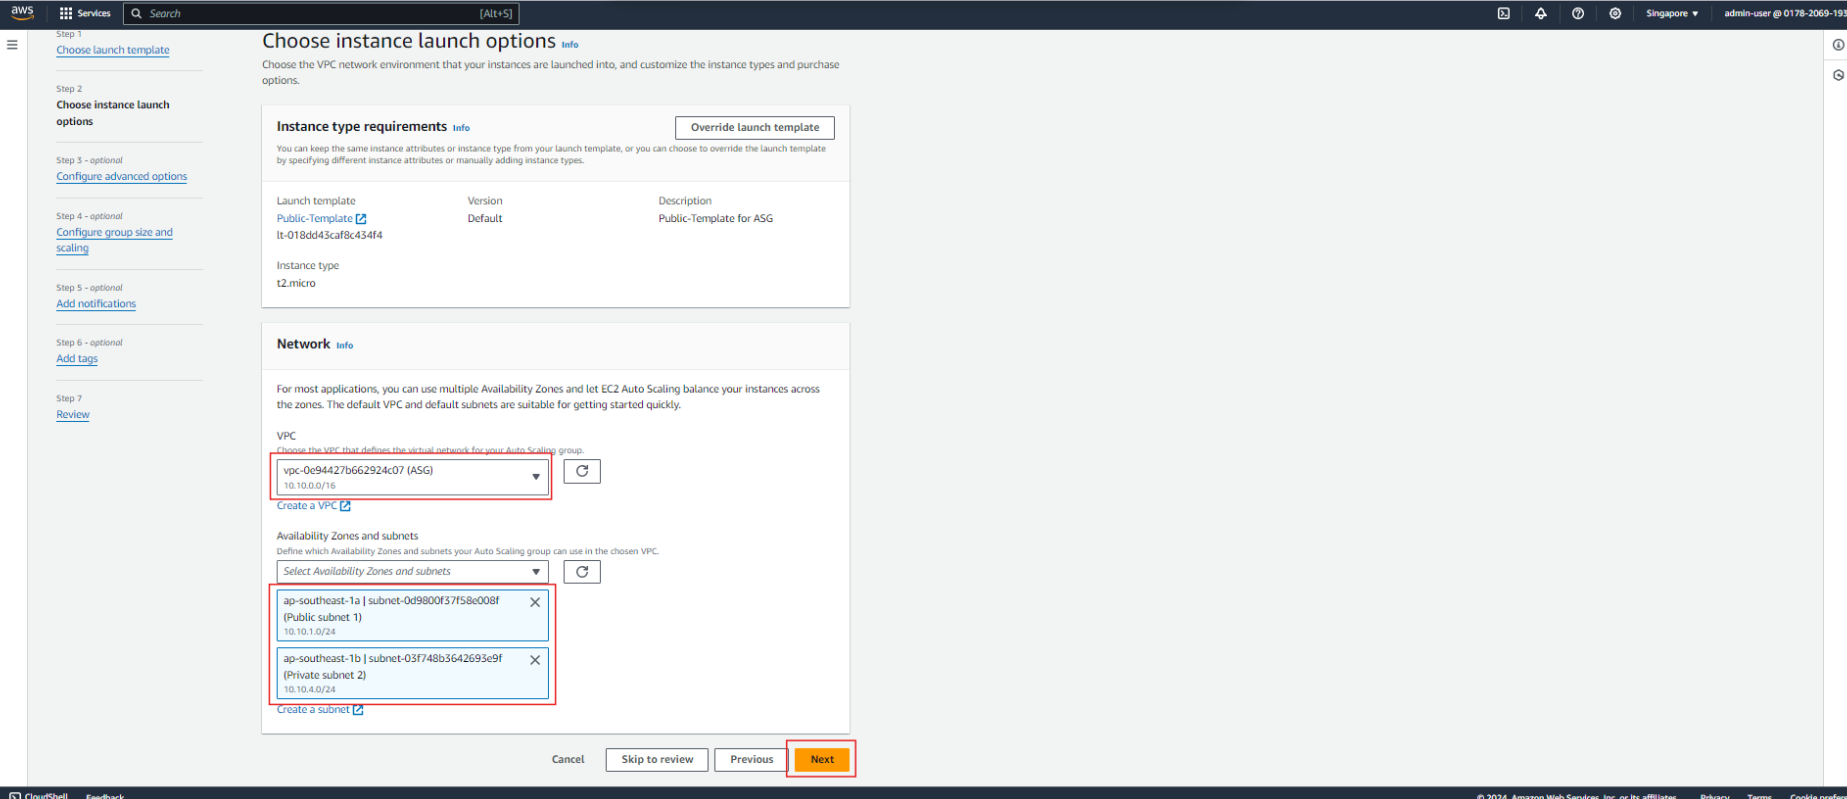 aws
Services
Search
[Alt+S]
Singapore
admin-user @ 0178-2069-193
Step 1
Choose launch template
Step 2
Choose instance launch
options
Step 3 - optional
Configure advanced options
Step 4 - optional
Configure group size and
scaling
Step 5 - optional
Add notifications
Step 6 - optional
Add tags
Step 7
Review
Choose instance launch options Info
Choose the VPC network environment that your instances are launched into, and customize the instance types and purchase
options.
Instance type requirements Info
Override launch template
You can keep the same instance attributes or instance type from your launch template, or you can choose to override the launch template
by specifying different instance attributes or manually adding instance types.
Launch template
Version
Description
Public-Template
Default
Public-Template for ASG
lt-018dd43caf8c434f4
Instance type
t2.micro
Network Info
For most applications, you can use multiple Availability Zones and let EC2 Auto Scaling balance your instances across
the zones. The default VPC and default subnets are suitable for getting started quickly.
VPC
Choose the VPC that defines the virtual network for your Auto Scaling group.
vpc-0e94427b662924c07 (ASG)
10.10.0.0/16
Create a VPC
Availability Zones and subnets
Define which Availability Zones and subnets your Auto Scaling group can use in the chosen VPC.
Select Availability Zones and subnets
ap-southeast-1a | subnet-0d9800f37f58e008f
(Public subnet 1)
10.10.1.0/24
ap-southeast-1b | subnet-03f748b3642693e9f
(Private subnet 2)
10.10.4.0/24
Create a subnet
Cancel
Skip to review
Previous
Next
CloudShell
Feedback
© 2024, Amazon Web Services, Inc. or its affiliates.
Privacy
Terms
Cookie prefere